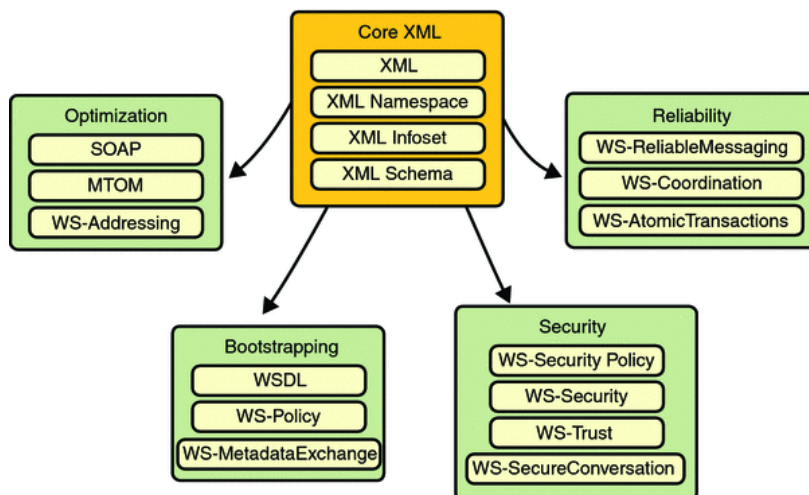 Core XML
XML
XML Namespace
XML Infoset
XML Schema
Optimization
SOAP
MTOM
WS-Addressing
Reliability
WS-ReliableMessaging
WS-Coordination
WS-AtomicTransactions
Bootstrapping
WSDL
WS-Policy
WS-MetadataExchange
Security
WS-Security Policy
WS-Security
WS-Trust
WS-SecureConversation